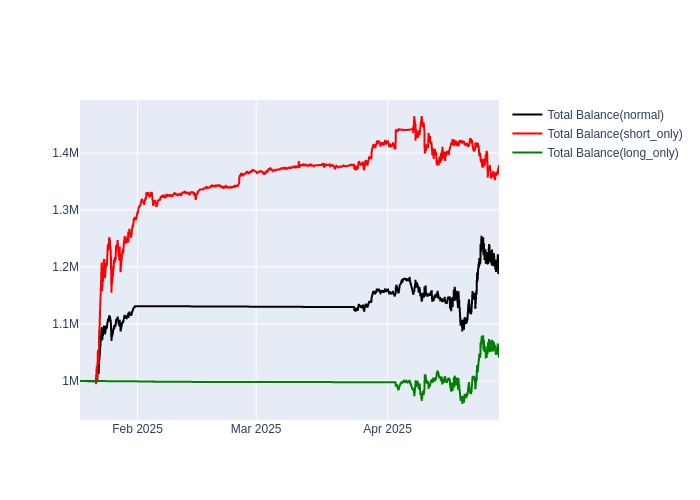 Total Balance(normal)
Total Balance(short_only)
Total Balance(long_only)
1.4M
1.3M
1.2M
1.1M
1M
Feb 2025
Mar 2025
Apr 2025